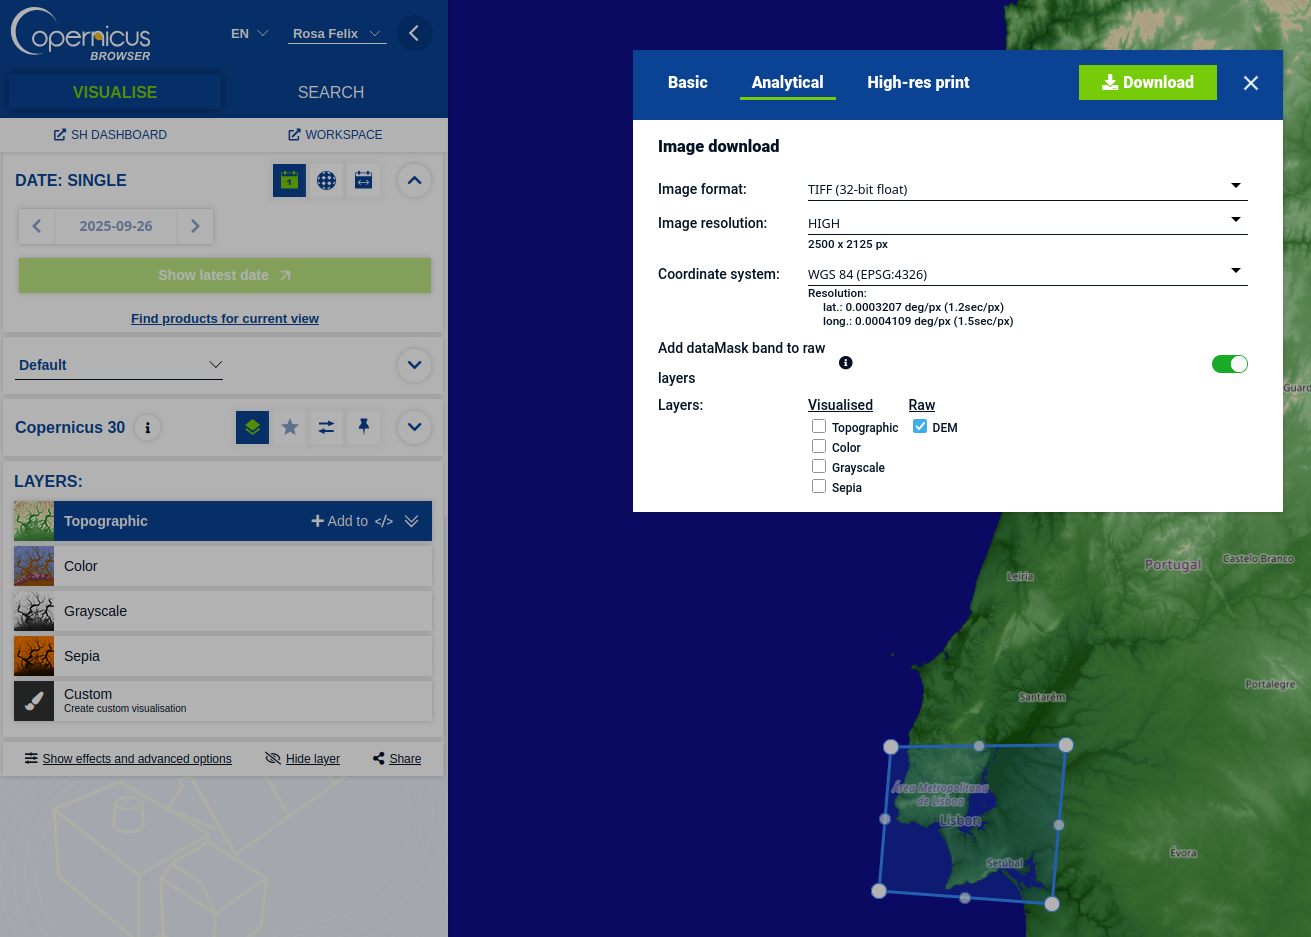 Copernicus
BROWSER
EN
Rosa Felix
VISUALISE
SEARCH
SH DASHBOARD
WORKSPACE
DATE: SINGLE
1
2025-09-26
Show latest date
Find products for current view
Default
Copernicus 30
i
LAYERS:
Topographic
Add to </>
Color
Grayscale
Sepia
Custom
Create custom visualisation
Show effects and advanced options
Hide layer
Share
Basic
Analytical
High-res print
Download
Image download
Image format:
TIFF (32-bit float)
Image resolution:
HIGH
2500 x 2125 px
Coordinate system:
WGS 84 (EPSG:4326)
Resolution:
lat.: 0.0003207 deg/px (1.2sec/px)
long.: 0.0004109 deg/px (1.5sec/px)
Add dataMask band to raw
layers
i
Layers:
Visualised
Raw
Topographic
DEM
Color
Grayscale
Sepia
Guard
Leiria
Portugal
Castelo Branco
Santarém
Portalegre
Área Metropolitana
de Lisboa
Lisbon
Setúbal
Évora